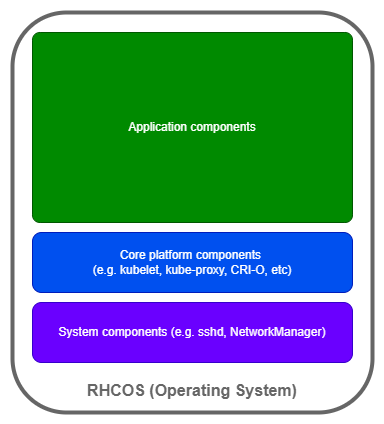 Application components
Core platform components
(e.g. kubelet, kube-proxy, CRI-O, etc)
System components (e.g. sshd, NetworkManager)
RHCOS (Operating System)